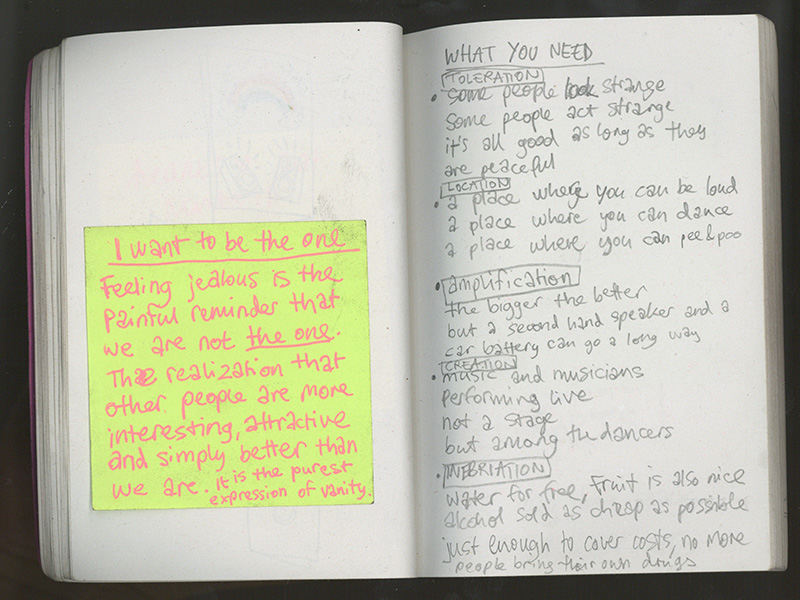 I want to be the one
Feeling jealous is the
Painful reminder that
we are not the one.
The realization that
other people are more
interesting, attractive
and simply better than
we are. it is the purest
expression of vanity.
WHAT YOU NEED
TOLERATION
• some people look strange
some people act strange
it's all good as long as they
are peaceful
LOCATION
• a place where you can be loud
a place where you can dance
a place where you can pee & poo
• amplification
the bigger the better
but a second hand speaker and a
car battery can go a long way
CREATION
• music and musicians
performing live
not a stage
but among the dancers
• INEBRIATION
water for free, fruit is also nice
alcohol sold as cheap as possible
just enough to cover costs, no more
people bring their own drugs